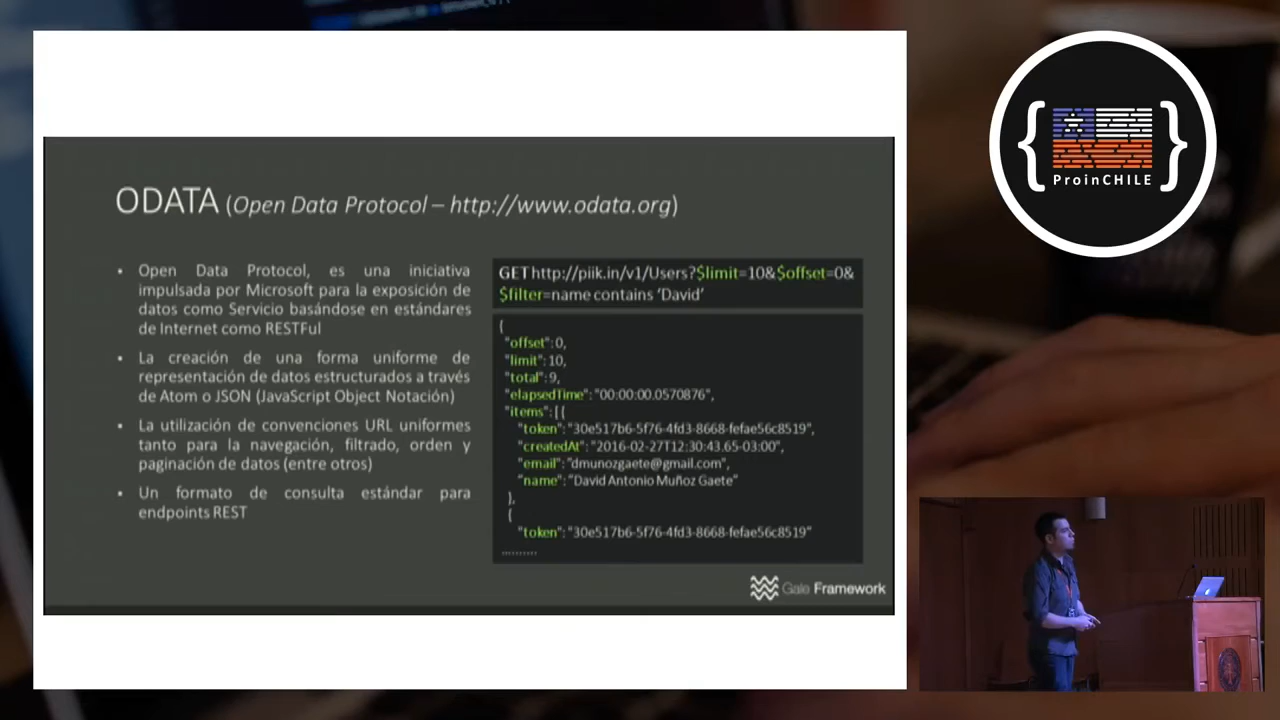 ODATA (Open Data Protocol – http://www.odata.org)
• Open Data Protocol, es una iniciativa
impulsada por Microsoft para la exposición de
datos como Servicio basándose en estándares
de Internet como RESTFul
• La creación de una forma uniforme de
representación de datos estructurados a través
de Atom o JSON (JavaScript Object Notación)
• La utilización de convenciones URL uniformes
tanto para la navegación, filtrado, orden y
paginación de datos (entre otros)
• Un formato de consulta estándar para
endpoints REST
GET http://piik.in/v1/Users?$limit=10&$offset=0&
$filter=name contains ‘David’
{
"offset":0,
"limit":10,
"total":9,
"elapsedTime":"00:00:00.0570876",
"items":[{
"token":"30e517b6-5f76-4fd3-8668-fefae56c8519",
"createdAt":"2016-02-27T12:30:43.65-03:00",
"email":"dmunozgaete@gmail.com",
"name":"David Antonio Muñoz Gaete"
},
{
"token":"30e517b6-5f76-4fd3-8668-fefae56c8519"
..........
Gale Framework
{ }
ProinCHILE